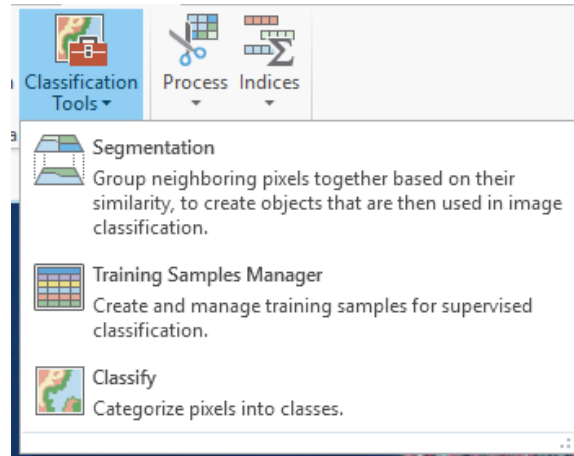 Classification
Tools
Process
Indices
Segmentation
Group neighboring pixels together based on their
similarity, to create objects that are then used in image
classification.
Training Samples Manager
Create and manage training samples for supervised
classification.
Classify
Categorize pixels into classes.